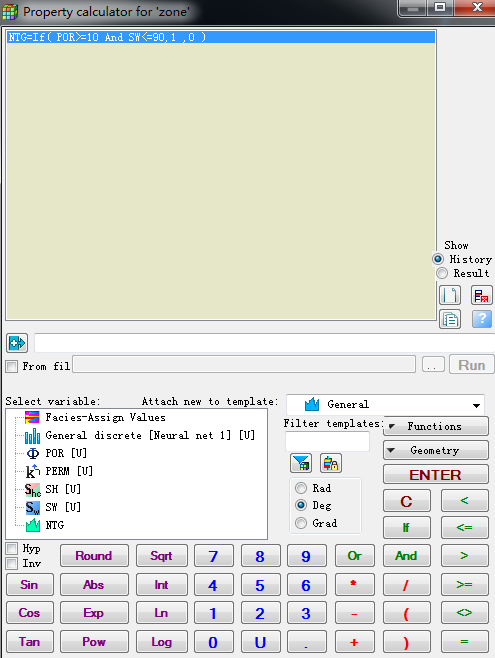 Property calculator for 'zone'
NTG=If( POR>=10 And SW<=90,1 ,0 )
Show
History
Result
From fil
..
Run
Select variable:
Attach new to template:
General
Facies-Assign Values
General discrete [Neural net 1] [U]
POR [U]
PERM [U]
SH [U]
SW [U]
NTG
Filter templates:
Functions
Geometry
ENTER
Rad
Deg
Grad
C
<
If
<=
Hyp
Inv
Round
Sqrt
7
8
9
Or
And
>
Sin
Abs
Int
4
5
6
*
/
>=
Cos
Exp
Ln
1
2
3
-
(
<>
Tan
Pow
Log
0
U
.
+
)
=